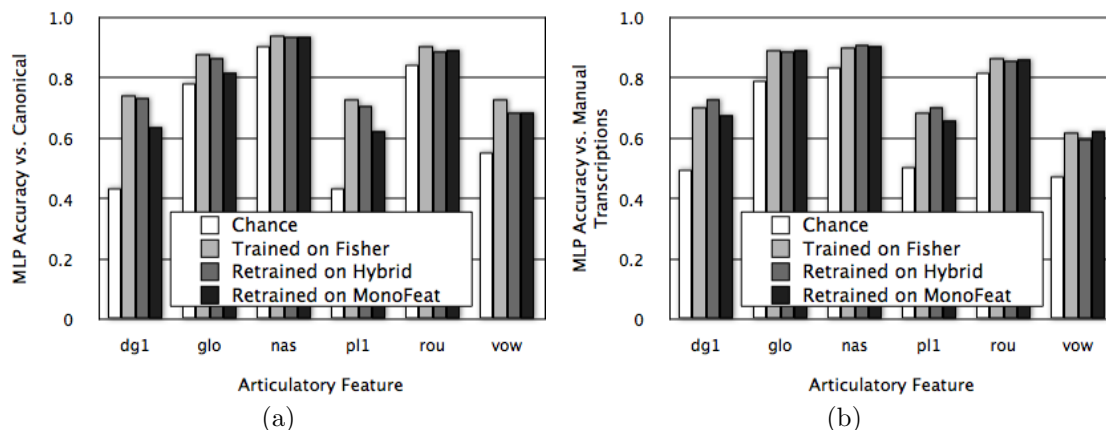 MLP Accuracy vs. Canonical
1.0
0.8
0.6
0.4
0.2
0
Chance
Trained on Fisher
Retrained on Hybrid
Retrained on MonoFeat
dg1 glo nas pl1 rou vow
Articulatory Feature
(a)
MLP Accuracy vs. Manual
Transcriptions
1.0
0.8
0.6
0.4
0.2
0
Chance
Trained on Fisher
Retrained on Hybrid
Retrained on MonoFeat
dg1 glo nas pl1 rou vow
Articulatory Feature
(b)